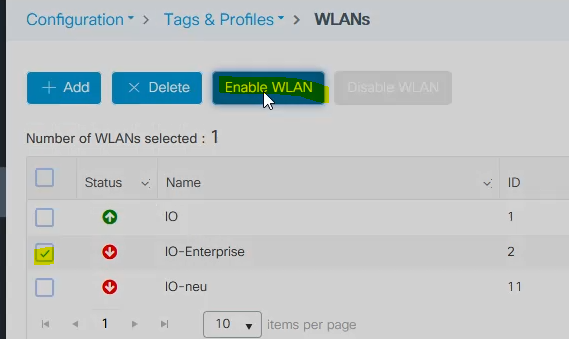 Configuration > Tags & Profiles > WLANs
+ Add × Delete Enable WLAN Disable WLAN
Number of WLANs selected : 1
Status Name ID
IO 1
IO-Enterprise 2
IO-neu 11
1 10 items per page